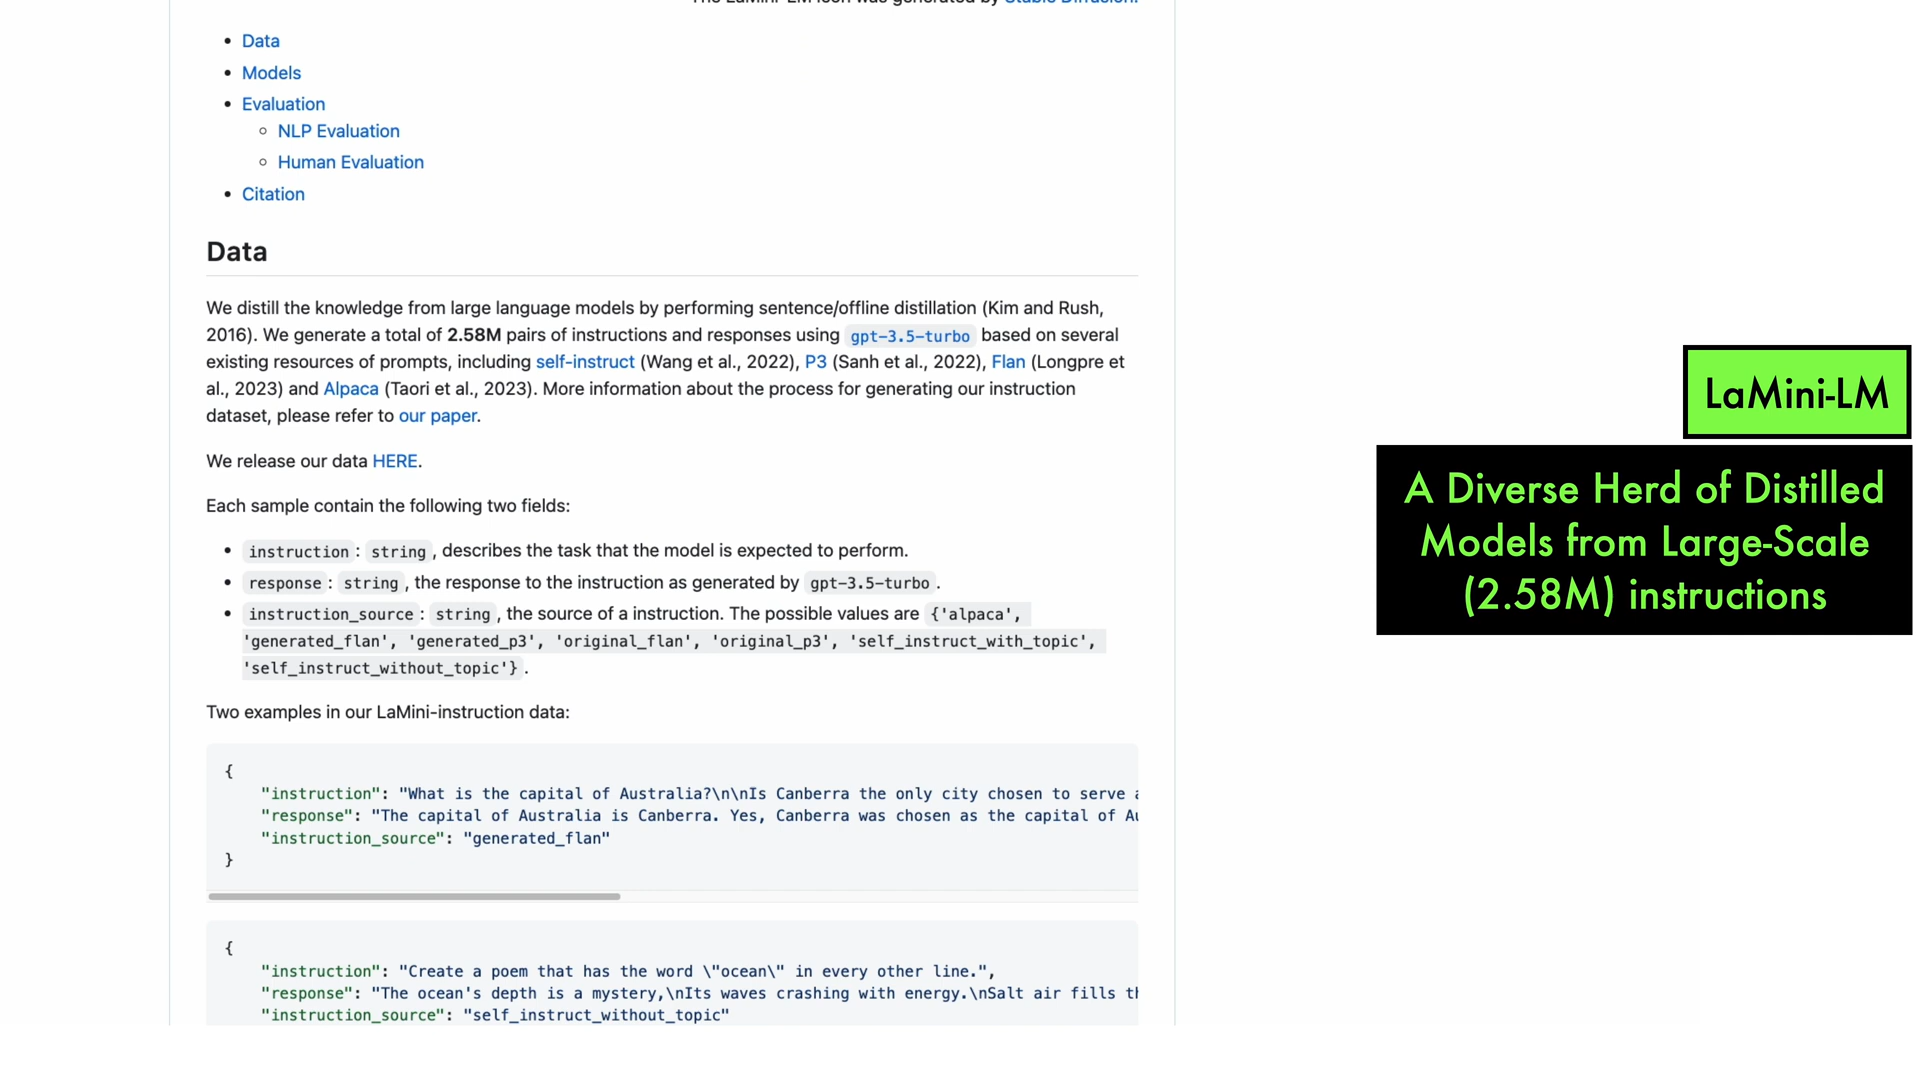 The LaMini-LM icon was generated by Stable Diffusion.
Data
Models
Evaluation
NLP Evaluation
Human Evaluation
Citation
Data
We distill the knowledge from large language models by performing sentence/offline distillation (Kim and Rush,
2016). We generate a total of 2.58M pairs of instructions and responses using gpt-3.5-turbo based on several
existing resources of prompts, including self-instruct (Wang et al., 2022), P3 (Sanh et al., 2022), Flan (Longpre et
al., 2023) and Alpaca (Taori et al., 2023). More information about the process for generating our instruction
dataset, please refer to our paper.
We release our data HERE.
Each sample contain the following two fields:
instruction: string, describes the task that the model is expected to perform.
response: string, the response to the instruction as generated by gpt-3.5-turbo.
instruction_source: string, the source of a instruction. The possible values are {'alpaca',
'generated_flan', 'generated_p3', 'original_flan', 'original_p3', 'self_instruct_with_topic',
'self_instruct_without_topic'}.
Two examples in our LaMini-instruction data:
{
"instruction": "What is the capital of Australia?\n\nIs Canberra the only city chosen to serve
"response": "The capital of Australia is Canberra. Yes, Canberra was chosen as the capital of
"instruction_source": "generated_flan"
}
{
"instruction": "Create a poem that has the word \"ocean\" in every other line.",
"response": "The ocean's depth is a mystery,\nIts waves crashing with energy.\nSalt air fills
"instruction_source": "self_instruct_without_topic"
LaMini-LM
A Diverse Herd of Distilled
Models from Large-Scale
(2.58M) instructions